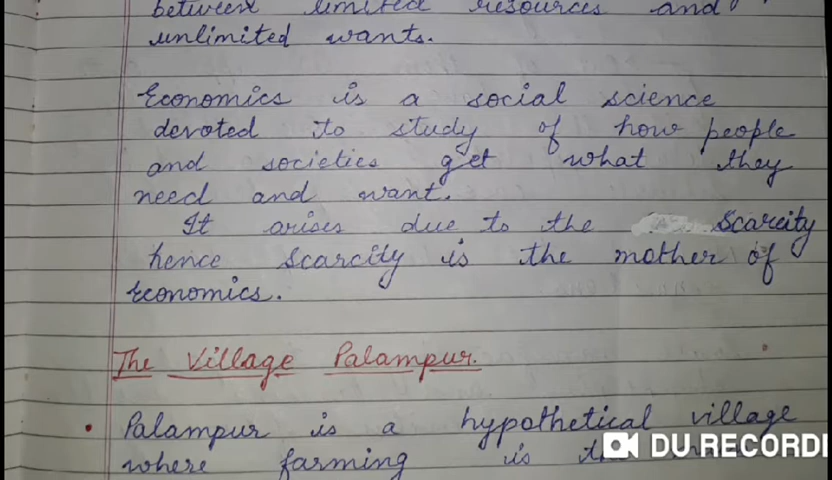 between limited resources and
unlimited wants.
Economics is a social science
devoted to study of how people
and societies get what they
need and want.
It arises due to the scarcity
hence scarcity is the mother of
Economics.
The Village Palampur.
• Palampur is a hypothetical village
where farming is
DU RECORDI